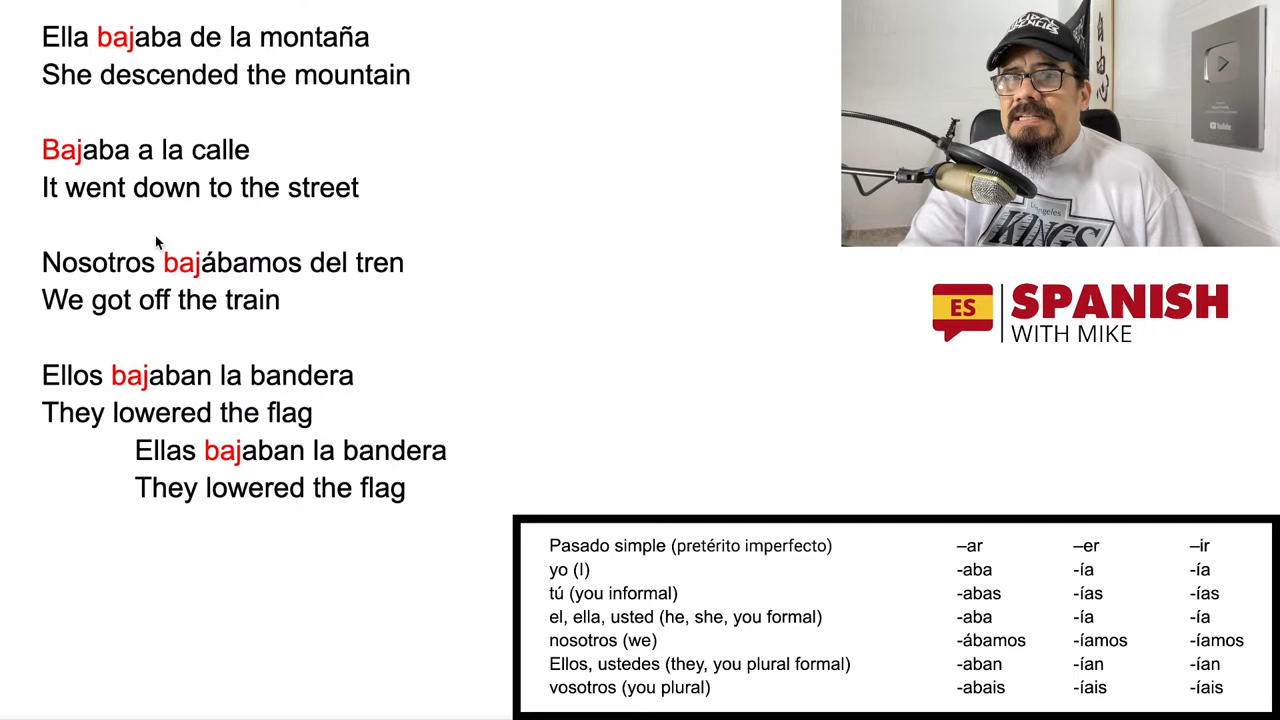 Ella bajaba de la montaña
She descended the mountain
Bajaba a la calle
It went down to the street
Nosotros bajábamos del tren
We got off the train
Ellos bajaban la bandera
They lowered the flag
Ellas bajaban la bandera
They lowered the flag
KINGS
YouTube
自由心
ES SPANISH
WITH MIKE
Pasado simple (pretérito imperfecto) –ar –er –ir
yo (I) -aba -ía -ía
tú (you informal) -abas -ías -ías
el, ella, usted (he, she, you formal) -aba -ía -ía
nosotros (we) -ábamos -íamos -íamos
Ellos, ustedes (they, you plural formal) -aban -ían -ían
vosotros (you plural) -abais -íais -íais